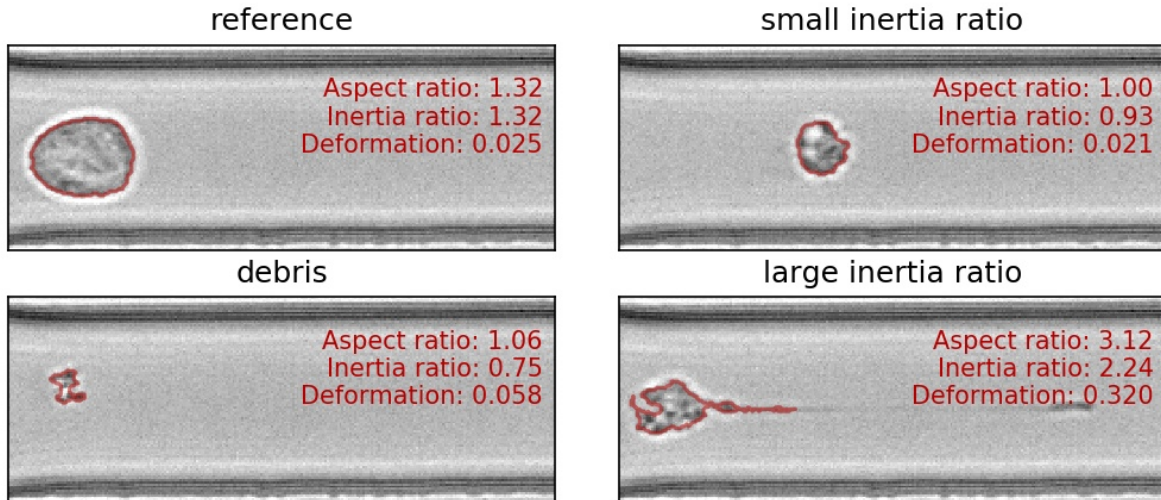 reference
Aspect ratio: 1.32
Inertia ratio: 1.32
Deformation: 0.025
small inertia ratio
Aspect ratio: 1.00
Inertia ratio: 0.93
Deformation: 0.021
debris
Aspect ratio: 1.06
Inertia ratio: 0.75
Deformation: 0.058
large inertia ratio
Aspect ratio: 3.12
Inertia ratio: 2.24
Deformation: 0.320